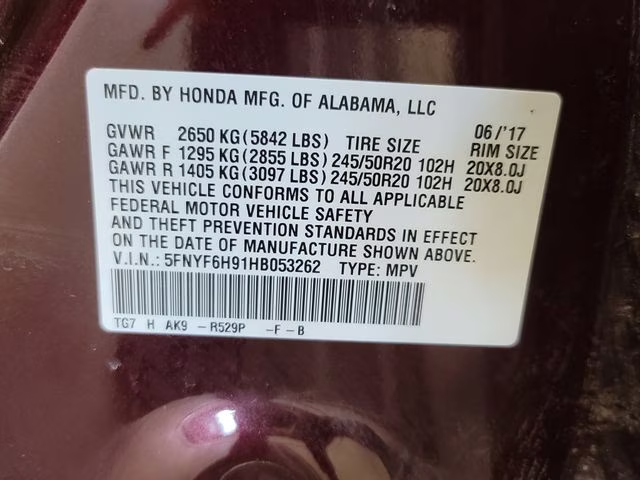 MFD. BY HONDA MFG. OF ALABAMA, LLC
GVWR 2650 KG (5842 LBS) TIRE SIZE 06/'17 RIM SIZE
GAWR F 1295 KG (2855 LBS) 245/50R20 102H 20X8.0J
GAWR R 1405 KG (3097 LBS) 245/50R20 102H 20X8.0J
THIS VEHICLE CONFORMS TO ALL APPLICABLE
FEDERAL MOTOR VEHICLE SAFETY
AND THEFT PREVENTION STANDARDS IN EFFECT
ON THE DATE OF MANUFACTURE SHOWN ABOVE.
V.I.N.: 5FNYF6H91HB053262 TYPE: MPV
TG7 H AK9 -R529P -F-B